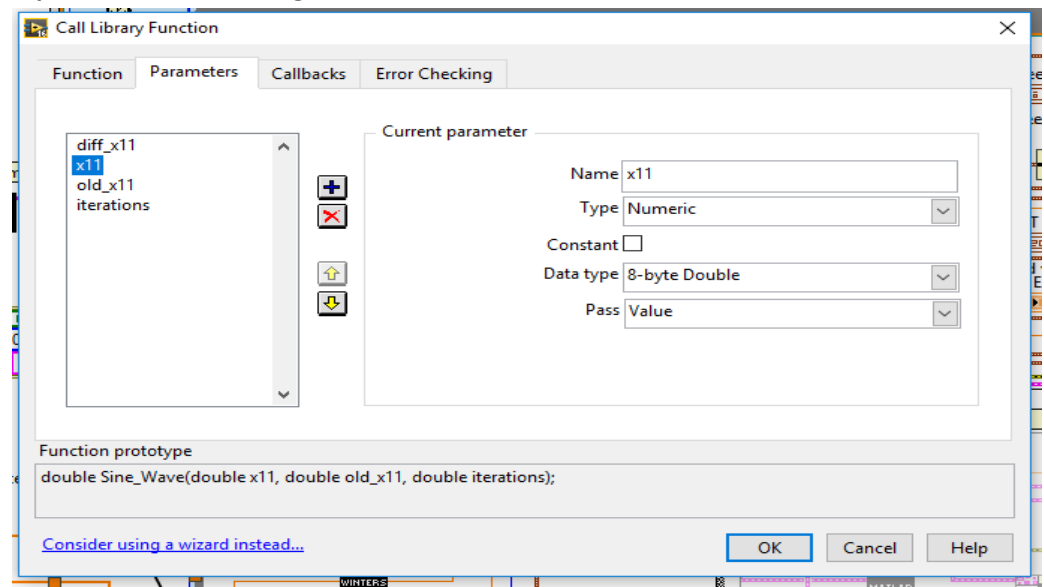 Call Library Function
Function Parameters Callbacks Error Checking
diff_x11
x11
old_x11
iterations
Current parameter
Name x11
Type Numeric
Constant
Data type 8-byte Double
Pass Value
Function prototype
double Sine_Wave(double x11, double old_x11, double iterations);
Consider using a wizard instead...
OK Cancel Help
WINTERS